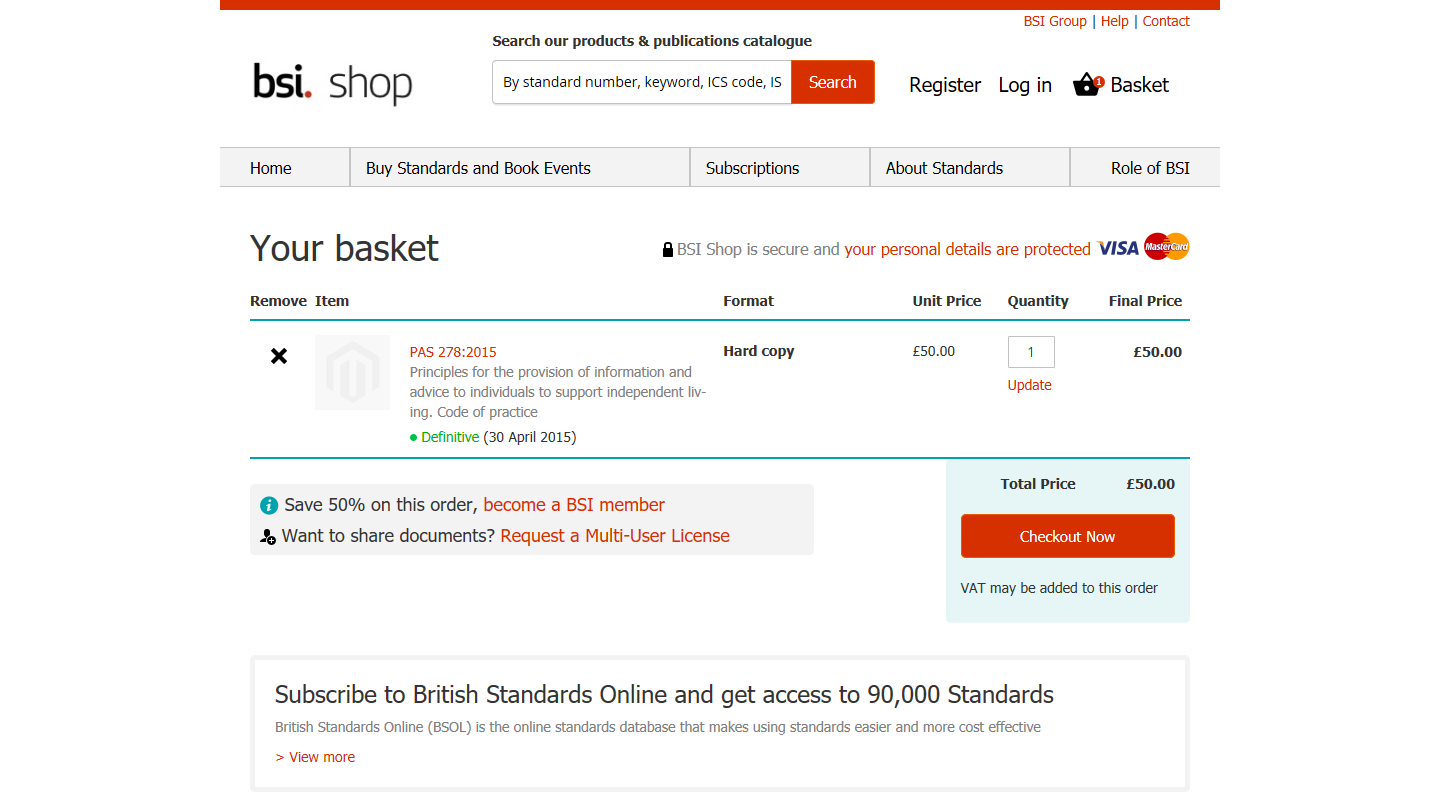 BSI Group | Help | Contact
Search our products & publications catalogue
bsi. shop
By standard number, keyword, ICS code, IS
Search
Register
Log in
1
Basket
Home
Buy Standards and Book Events
Subscriptions
About Standards
Role of BSI
Your basket
BSI Shop is secure and your personal details are protected
VISA
MasterCard
Remove Item Format Unit Price Quantity Final Price
PAS 278:2015 Hard copy £50.00 1 £50.00
Principles for the provision of information and
advice to individuals to support independent liv-
ing. Code of practice
Update
Definitive (30 April 2015)
Total Price £50.00
Save 50% on this order, become a BSI member
Want to share documents? Request a Multi-User License
Checkout Now
VAT may be added to this order
Subscribe to British Standards Online and get access to 90,000 Standards
British Standards Online (BSOL) is the online standards database that makes using standards easier and more cost effective
> View more